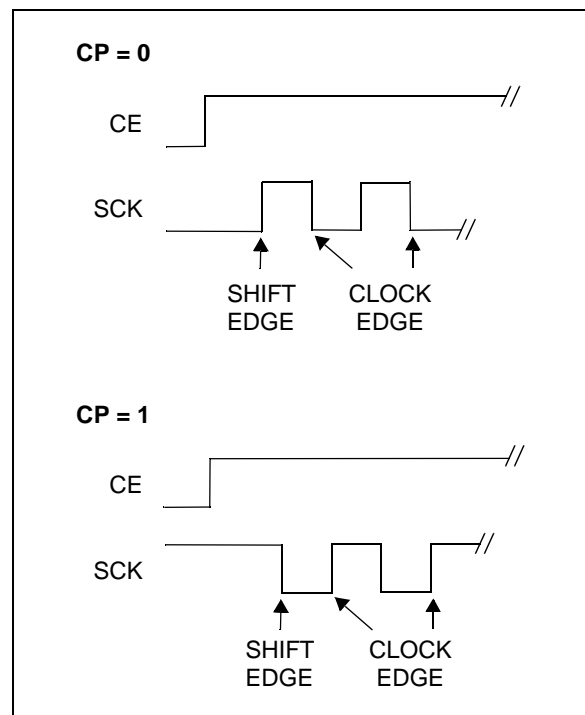 CP = 0
CE
SCK
SHIFT CLOCK
EDGE EDGE
CP = 1
CE
SCK
SHIFT CLOCK
EDGE EDGE